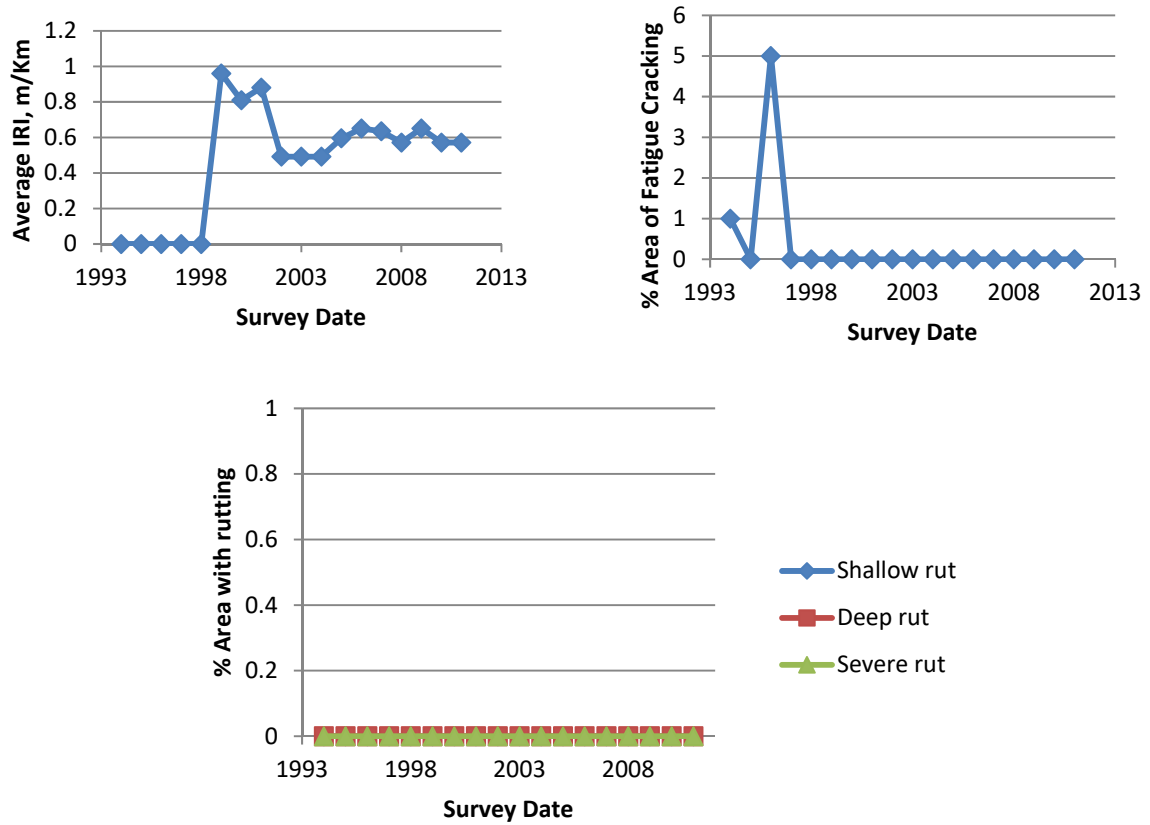 Average IRI, m/Km
1.2
1
0.8
0.6
0.4
0.2
0
1993 1998 2003 2008 2013
Survey Date
% Area of Fatigue Cracking
6
5
4
3
2
1
0
1993 1998 2003 2008 2013
Survey Date
% Area with rutting
1
0.8
0.6
0.4
0.2
0
1993 1998 2003 2008
Survey Date
Shallow rut
Deep rut
Severe rut